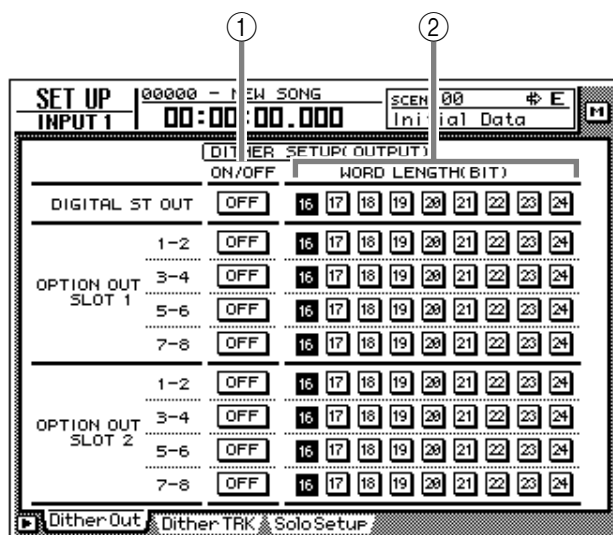 ① ②
SET UP 00000 - NEW SONG SCEN 00 E
INPUT 1 00:00:00.000 Initial Data M
DITHER SETUP(OUTPUT)
ON/OFF WORD LENGTH(BIT)
DIGITAL ST OUT OFF 16 17 18 19 20 21 22 23 24
1-2 OFF 16 17 18 19 20 21 22 23 24
OPTION OUT 3-4 OFF 16 17 18 19 20 21 22 23 24
SLOT 1 5-6 OFF 16 17 18 19 20 21 22 23 24
7-8 OFF 16 17 18 19 20 21 22 23 24
1-2 OFF 16 17 18 19 20 21 22 23 24
OPTION OUT 3-4 OFF 16 17 18 19 20 21 22 23 24
SLOT 2 5-6 OFF 16 17 18 19 20 21 22 23 24
7-8 OFF 16 17 18 19 20 21 22 23 24
Dither Out Dither TRK Solo Setup